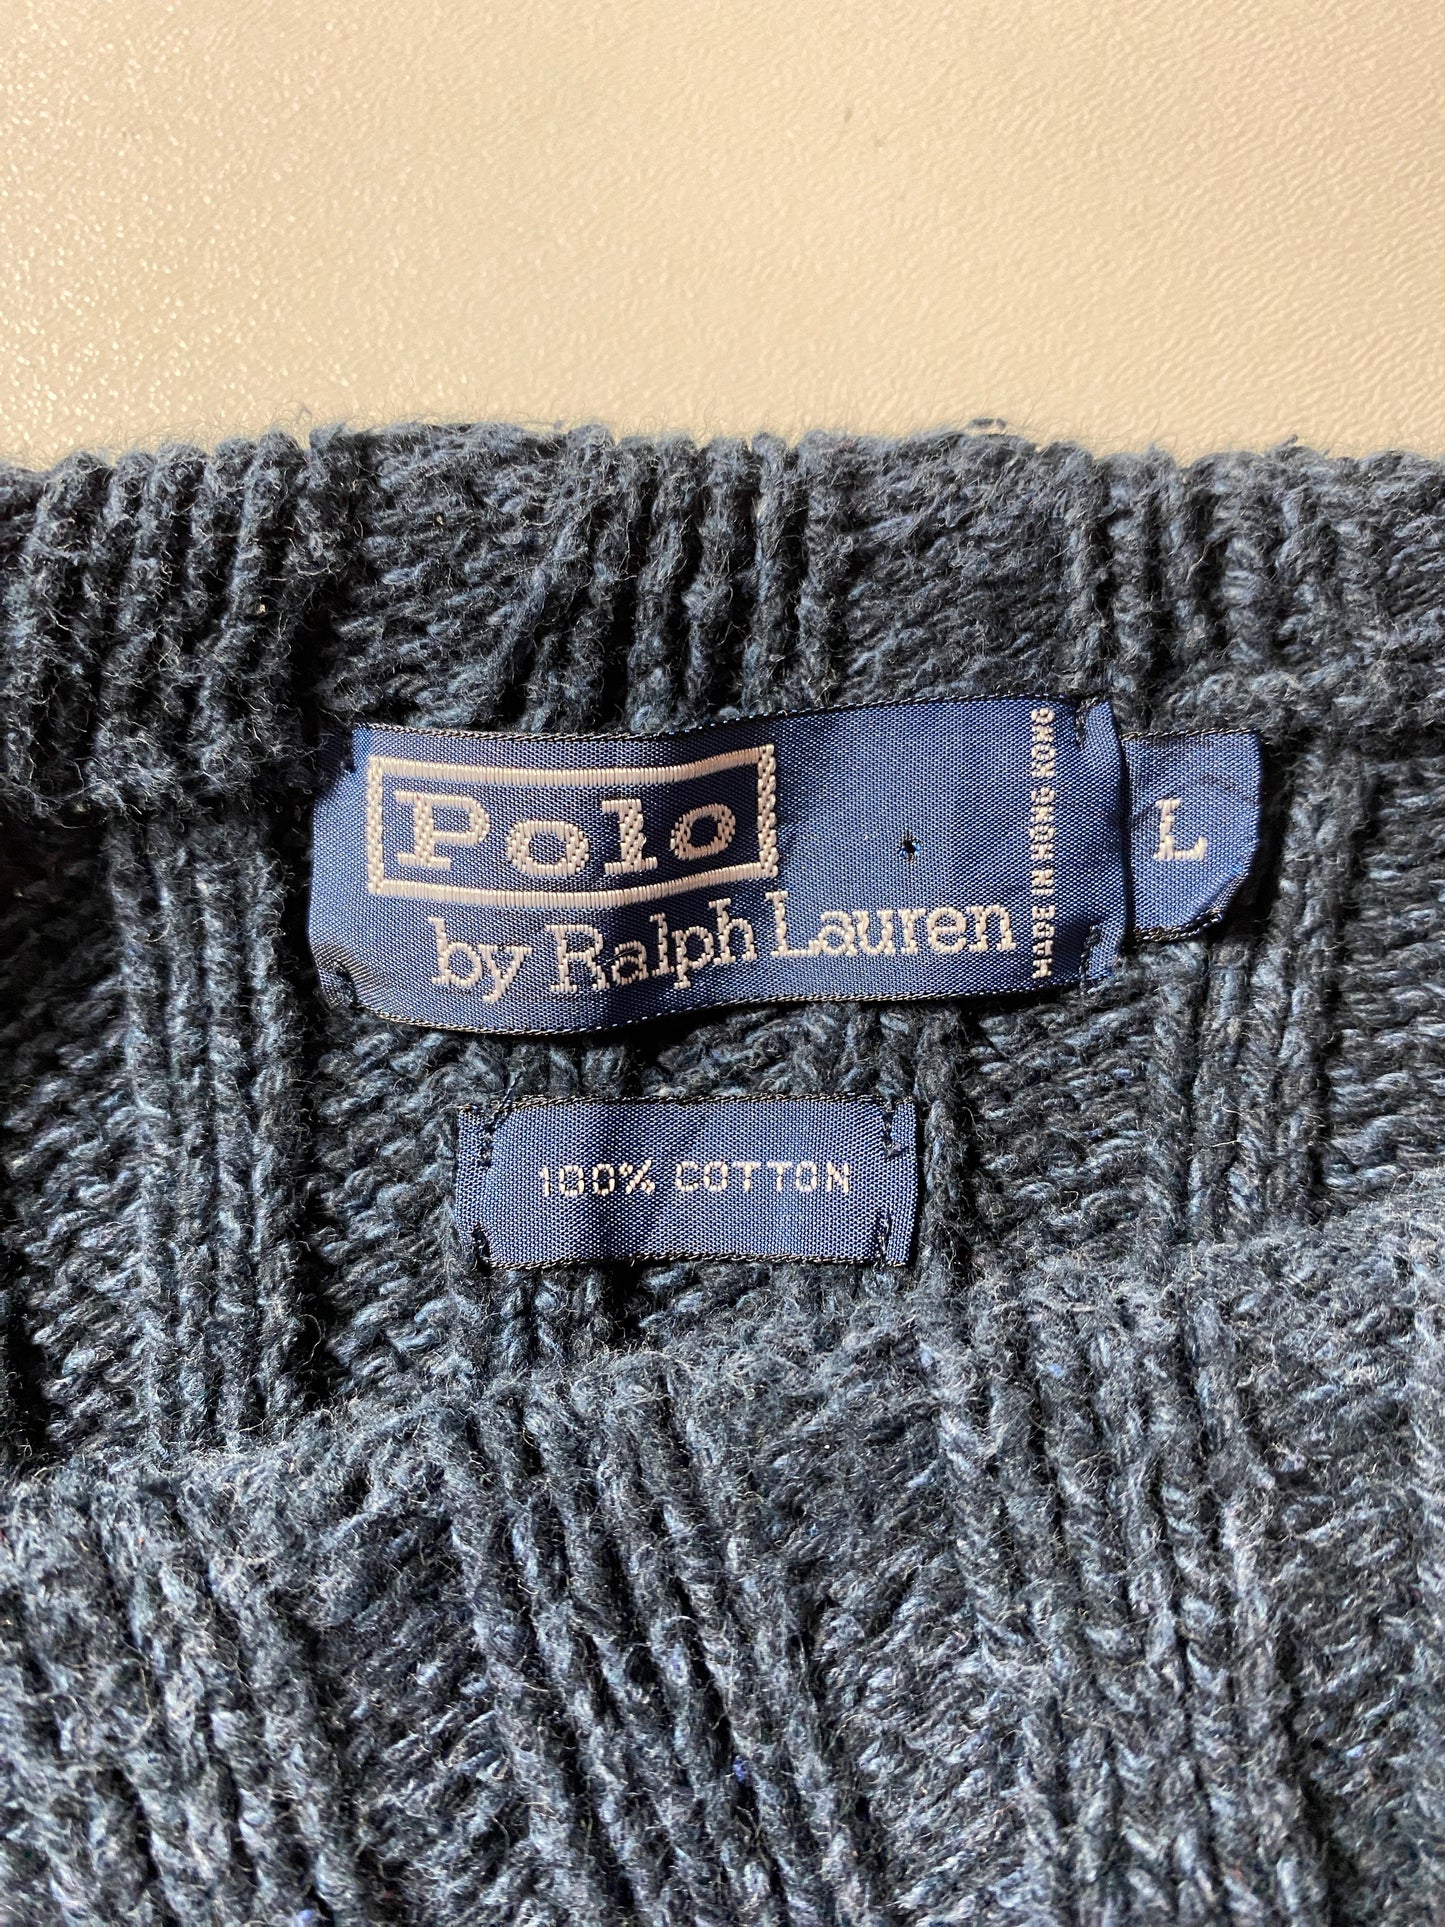 Polo
by Ralph Lauren
MADE IN HONG KONG
L
100% COTTON